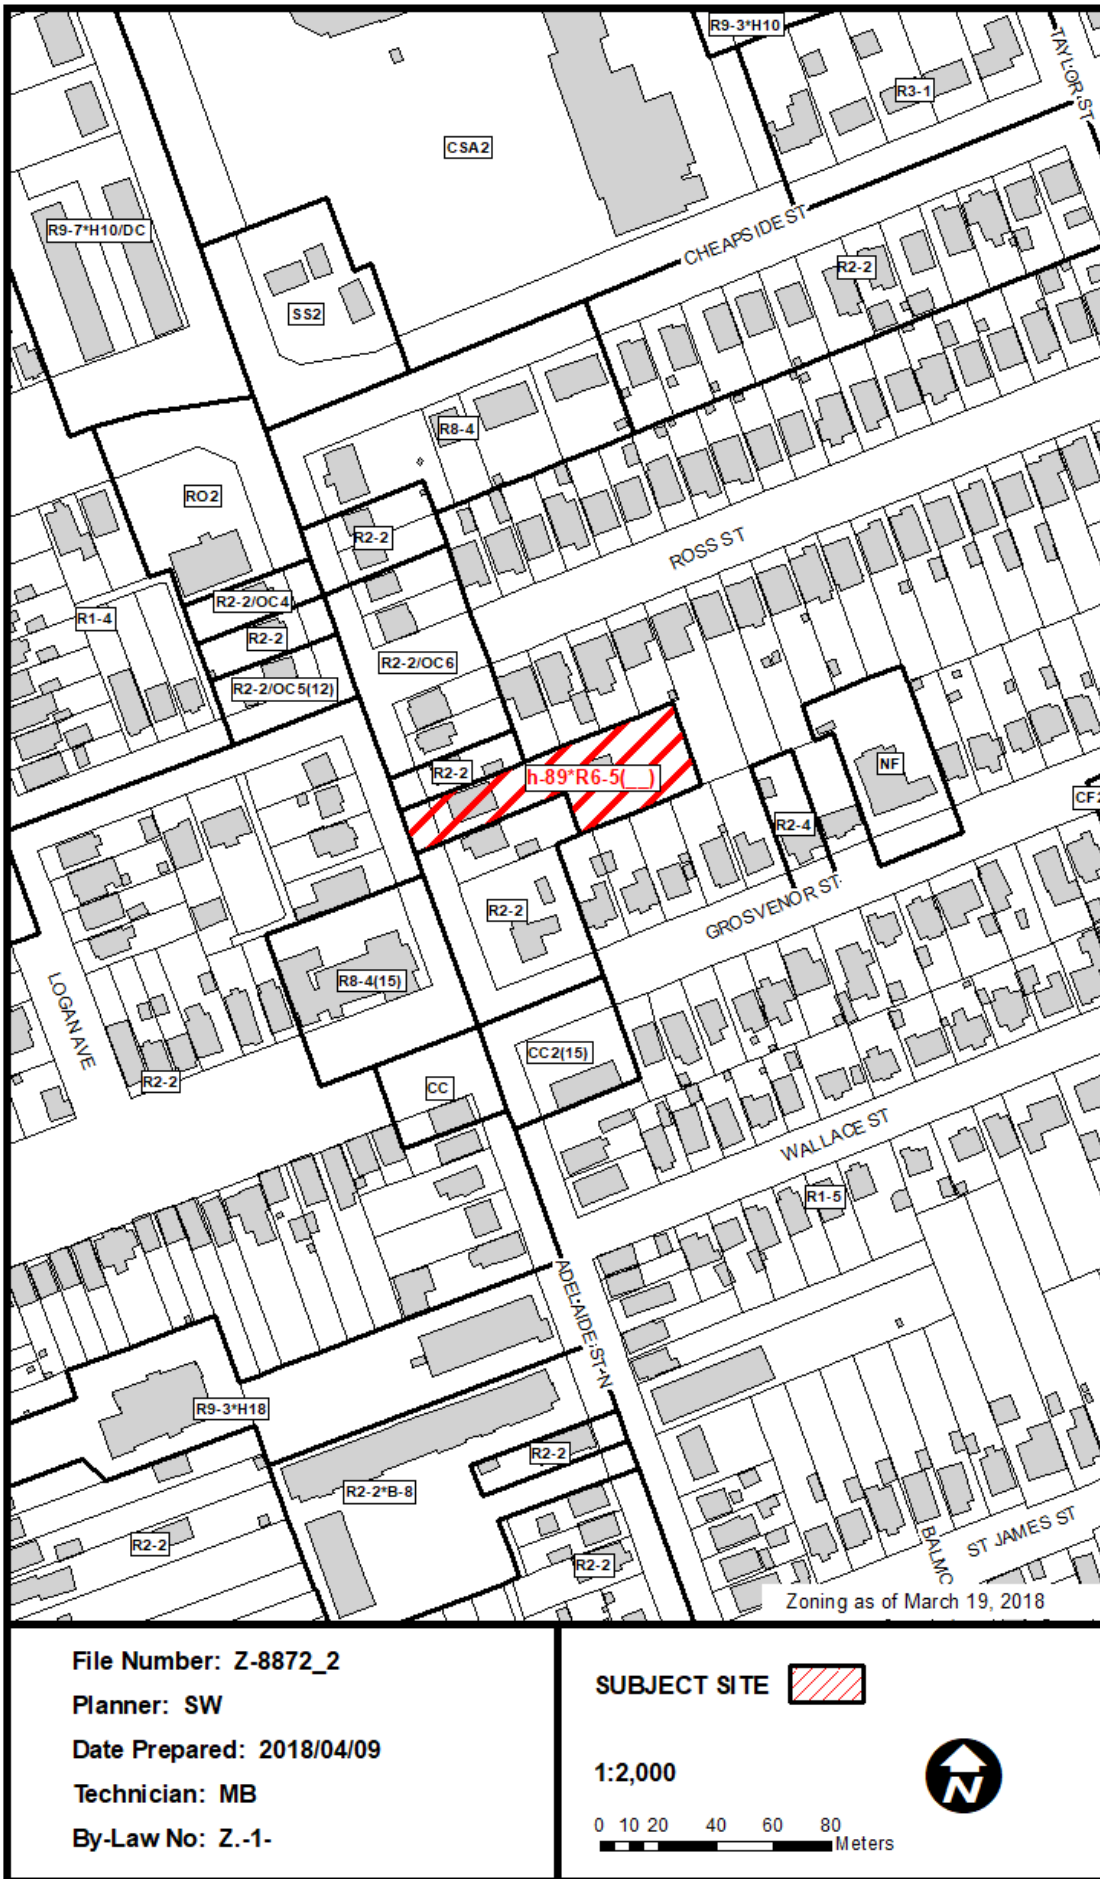 R9-3*H10
TAYLOR ST
R3-1
CSA2
R9-7*H10/DC
CHEAPSIDE ST
R2-2
SS2
R8-4
RO2
R2-2
ROSS ST
R2-2/OC4
R1-4
R2-2
R2-2/OC6
R2-2/OC5(12)
R2-2
h-89*R6-5(__)
NF
CF2
R2-4
GROSVENOR ST
R2-2
R8-4(15)
LOGAN AVE
CC2(15)
R2-2
CC
WALLACE ST
R1-5
ADELAIDE ST N
R9-3*H18
R2-2
R2-2*B-8
R2-2
R2-2
BALMC
ST JAMES ST
Zoning as of March 19, 2018
File Number: Z-8872_2
Planner: SW
Date Prepared: 2018/04/09
Technician: MB
By-Law No: Z.-1-
SUBJECT SITE
1:2,000
N
0 10 20 40 60 80
Meters